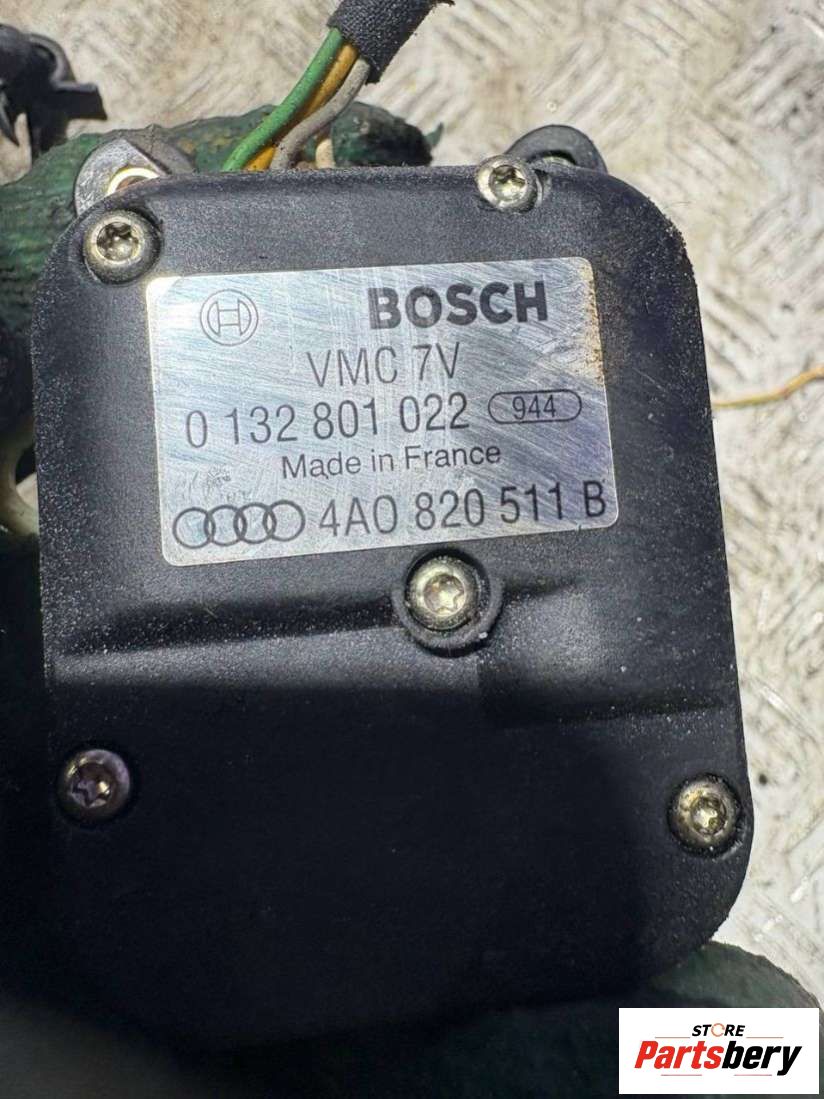 BOSCH
VMC 7V
0 132 801 022 944
Made in France
4A0 820 511 B
STORE
Partsbery